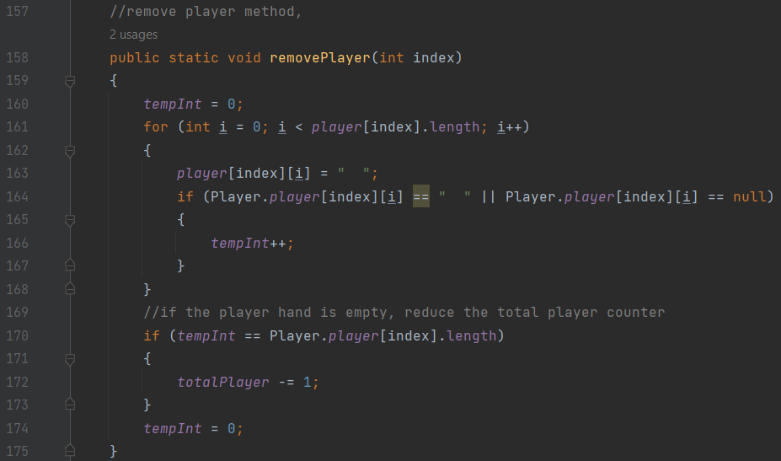 157 //remove player method,
2 usages
158 public static void removePlayer(int index)
159 {
160 tempInt = 0;
161 for (int i = 0; i < player[index].length; i++)
162 {
163 player[index][i] = "  ";
164 if (Player.player[index][i] == "  " || Player.player[index][i] == null)
165 {
166 tempInt++;
167 }
168 }
169 //if the player hand is empty, reduce the total player counter
170 if (tempInt == Player.player[index].length)
171 {
172 totalPlayer -= 1;
173 }
174 tempInt = 0;
175 }